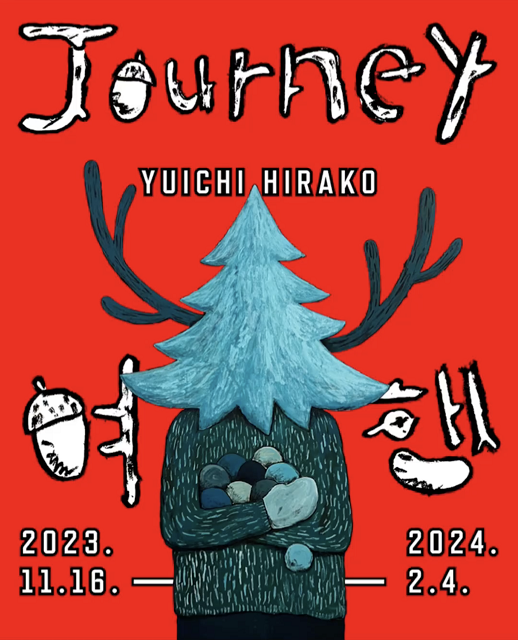 Journey
YUICHI HIRAKO
여행
2023. 2024.
11.16. — 2.4.